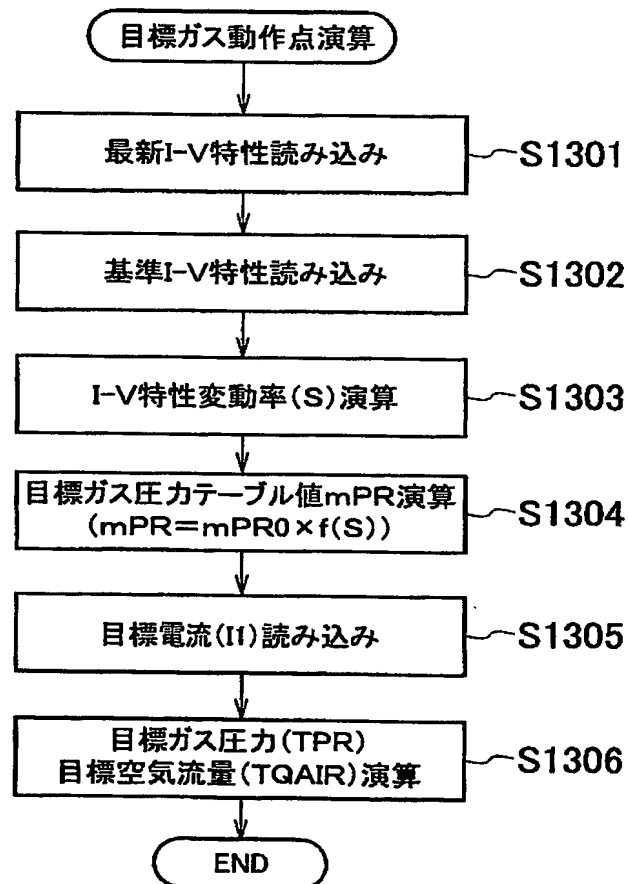 目標ガス動作点演算
最新I-V特性読み込み
S1301
基準I-V特性読み込み
S1302
I-V特性変動率(S)演算
S1303
目標ガス圧力テーブル値mPR演算
(mPR=mPR0×f(S))
S1304
目標電流(If)読み込み
S1305
目標ガス圧力(TPR)
目標空気流量(TQAIR)演算
S1306
END